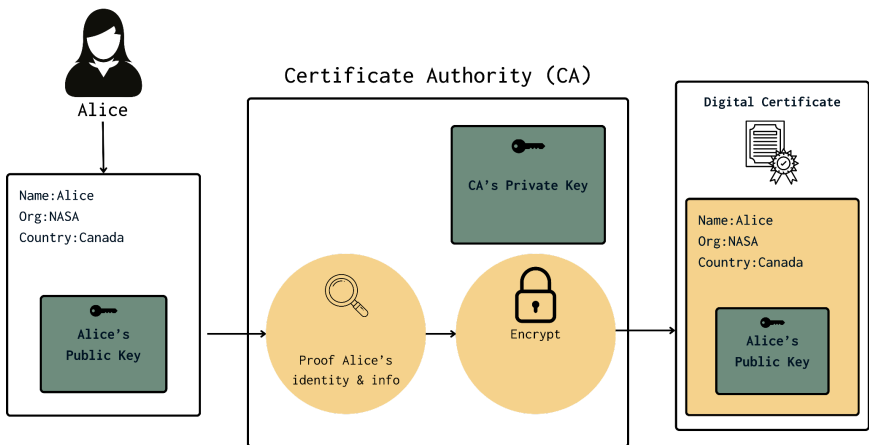 Certificate Authority (CA)
Alice
Name:Alice
Org:NASA
Country:Canada
Alice's
Public Key
CA's Private Key
Proof Alice's
identity & info
Encrypt
Digital Certificate
Name:Alice
Org:NASA
Country:Canada
Alice's
Public Key